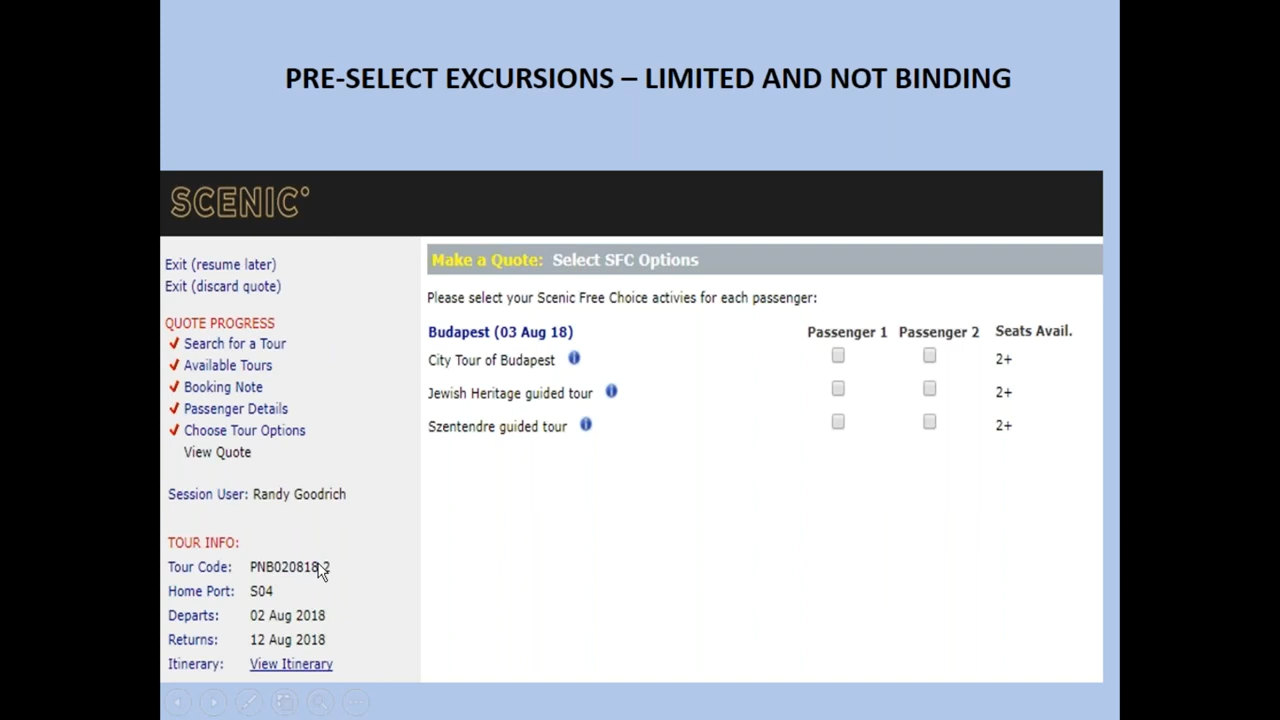 PRE-SELECT EXCURSIONS – LIMITED AND NOT BINDING
SCENIC°
Exit (resume later)
Exit (discard quote)
QUOTE PROGRESS
Search for a Tour
Available Tours
Booking Note
Passenger Details
Choose Tour Options
View Quote
Session User: Randy Goodrich
TOUR INFO:
Tour Code: PNB020818 2
Home Port: S04
Departs: 02 Aug 2018
Returns: 12 Aug 2018
Itinerary: View Itinerary
Make a Quote: Select SFC Options
Please select your Scenic Free Choice activies for each passenger:
Budapest (03 Aug 18) Passenger 1 Passenger 2 Seats Avail.
City Tour of Budapest 2+
Jewish Heritage guided tour 2+
Szentendre guided tour 2+